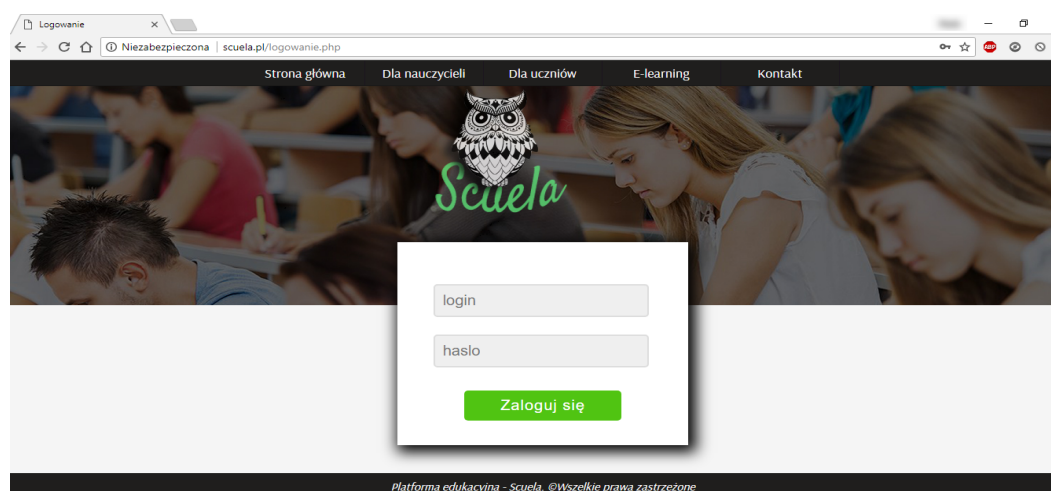 Logowanie
Niezabezpieczona | scuela.pl/logowanie.php
ABP
Strona główna Dla nauczycieli Dla uczniów E-learning Kontakt
Scuela
login
haslo
Zaloguj się
Platforma edukacyjna - Scuela. ©Wszelkie prawa zastrzeżone